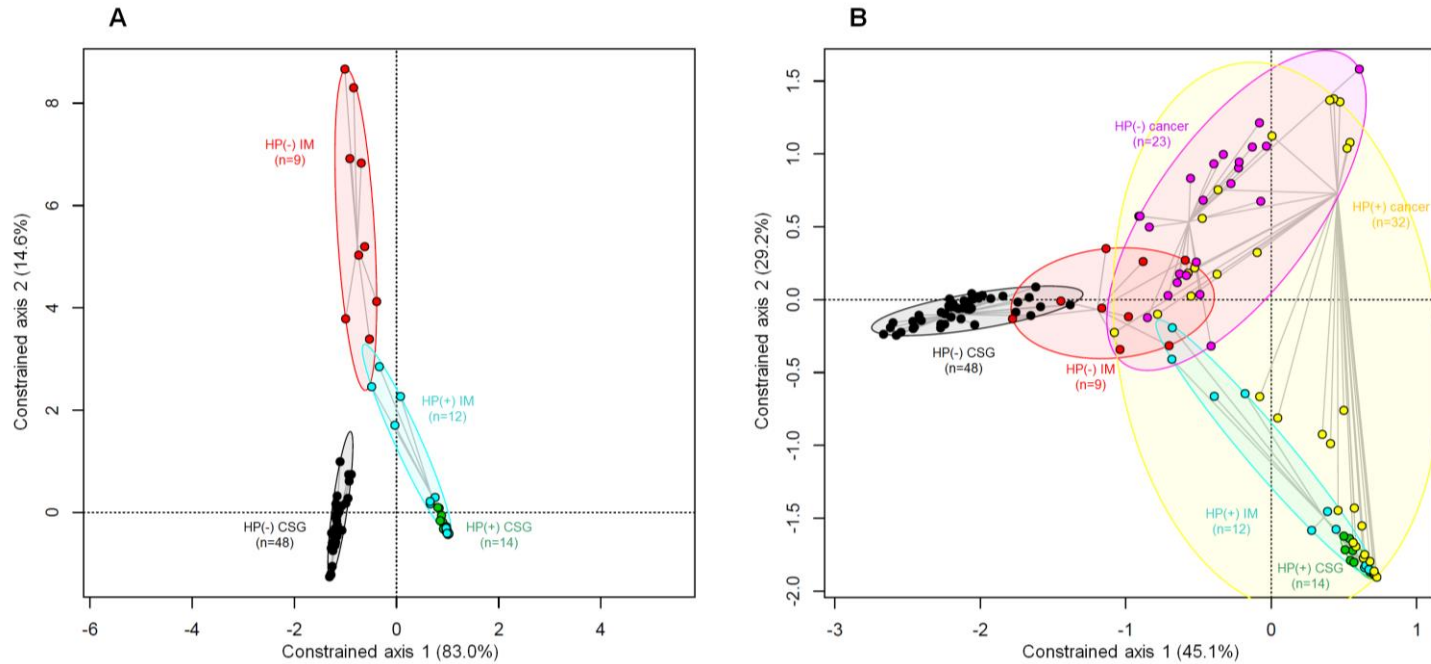 A
8
6
4
2
0
-6
-4
-2
0
2
4
Constrained axis 2 (14.6%)
Constrained axis 1 (83.0%)
HP(-) IM
(n=9)
HP(+) IM
(n=12)
HP(-) CSG
(n=48)
HP(+) CSG
(n=14)
B
1.5
1.0
0.5
0.0
-0.5
-1.0
-1.5
-2.0
-3
-2
-1
0
1
Constrained axis 2 (29.2%)
Constrained axis 1 (45.1%)
HP(-) cancer
(n=23)
HP(+) cancer
(n=32)
HP(-) CSG
(n=48)
HP(-) IM
(n=9)
HP(+) IM
(n=12)
HP(+) CSG
(n=14)